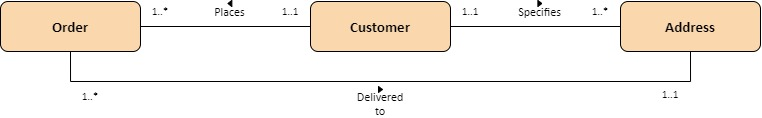 1..* Places 1..1 1..1 Specifies 1..*
Order Customer Address
1..* Delivered 1..1
to